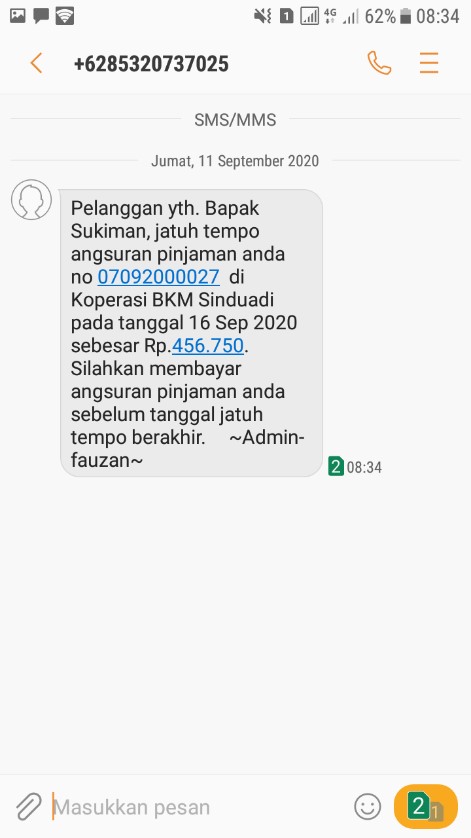 1 4G 62% 08:34
+6285320737025
SMS/MMS
Jumat, 11 September 2020
Pelanggan yth. Bapak
Sukiman, jatuh tempo
angsuran pinjaman anda
no 07092000027 di
Koperasi BKM Sinduadi
pada tanggal 16 Sep 2020
sebesar Rp.456.750.
Silahkan membayar
angsuran pinjaman anda
sebelum tanggal jatuh
tempo berakhir. ~Admin-
fauzan~
2 08:34
Masukkan pesan
2 1